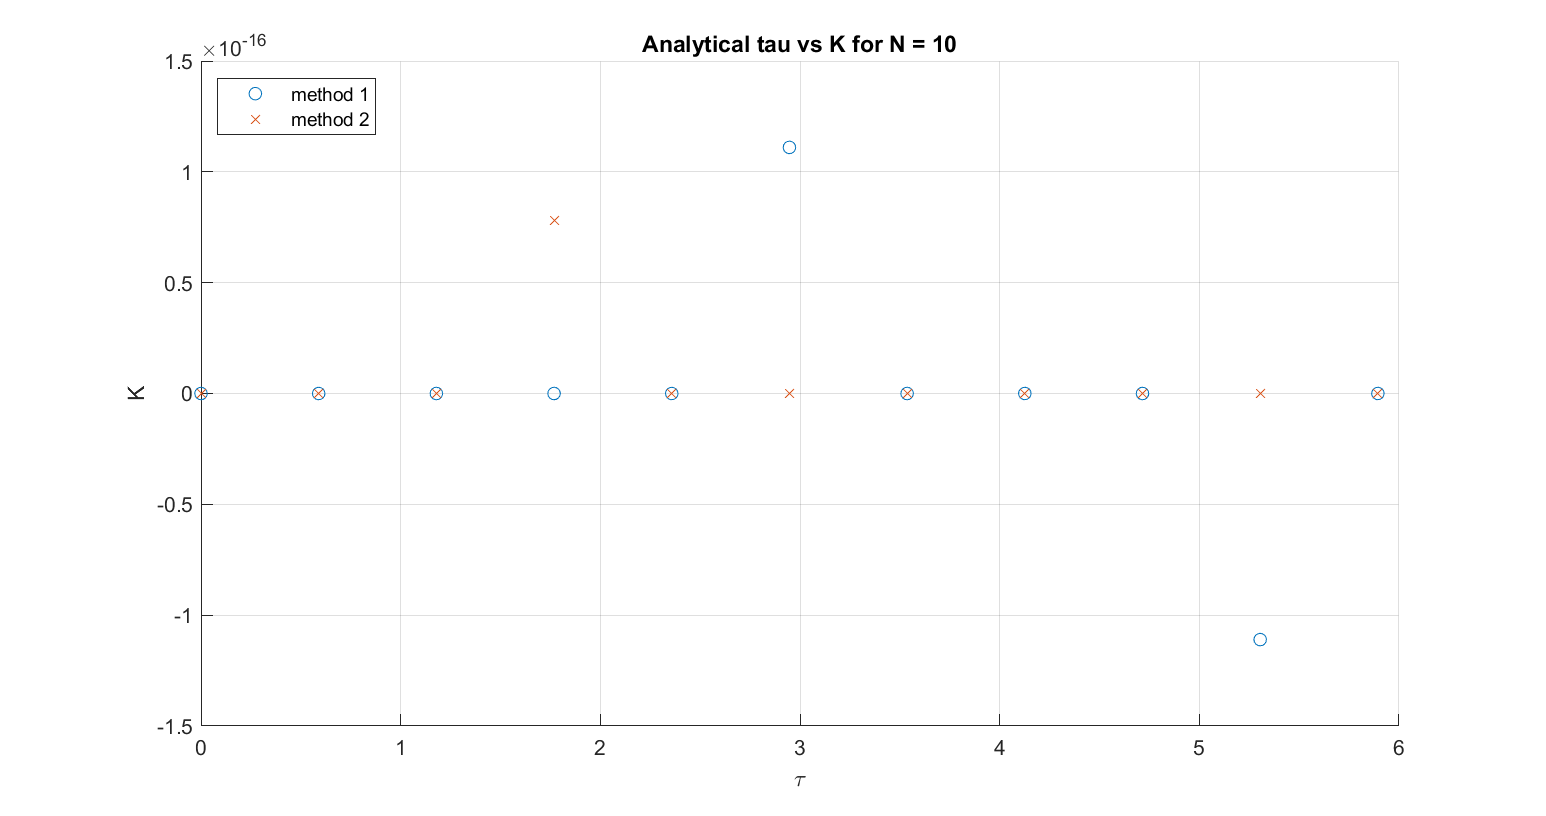 Analytical tau vs K for N = 10
×10-16
1.5
1
0.5
0
-0.5
-1
-1.5
K
method 1
method 2
0 1 2 3 4 5 6
τ